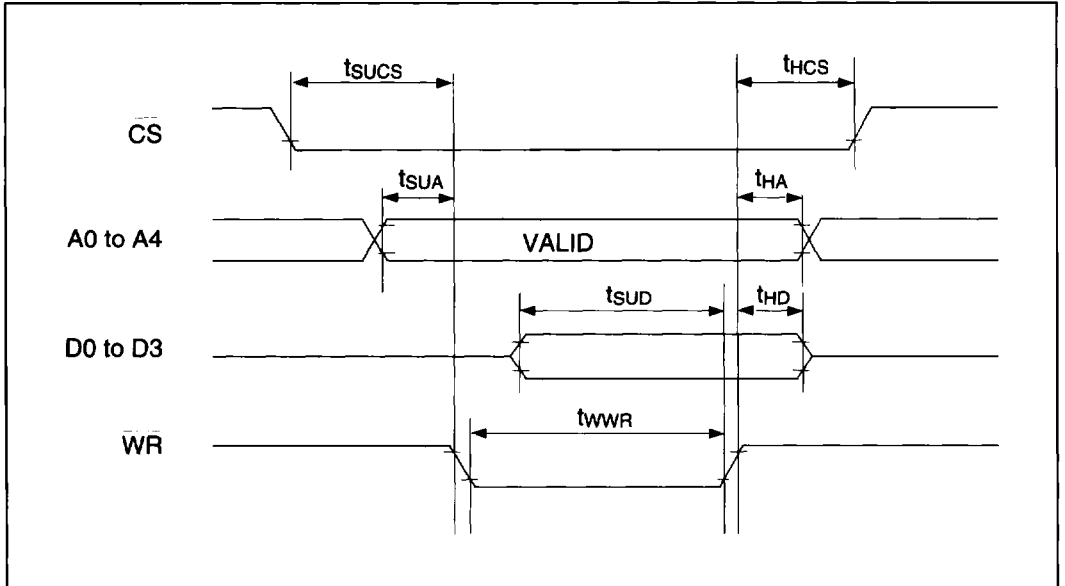 tSUCS
tHCS
CS
tSUA
tHA
A0 to A4
VALID
tSUD
tHD
D0 to D3
tWWR
WR